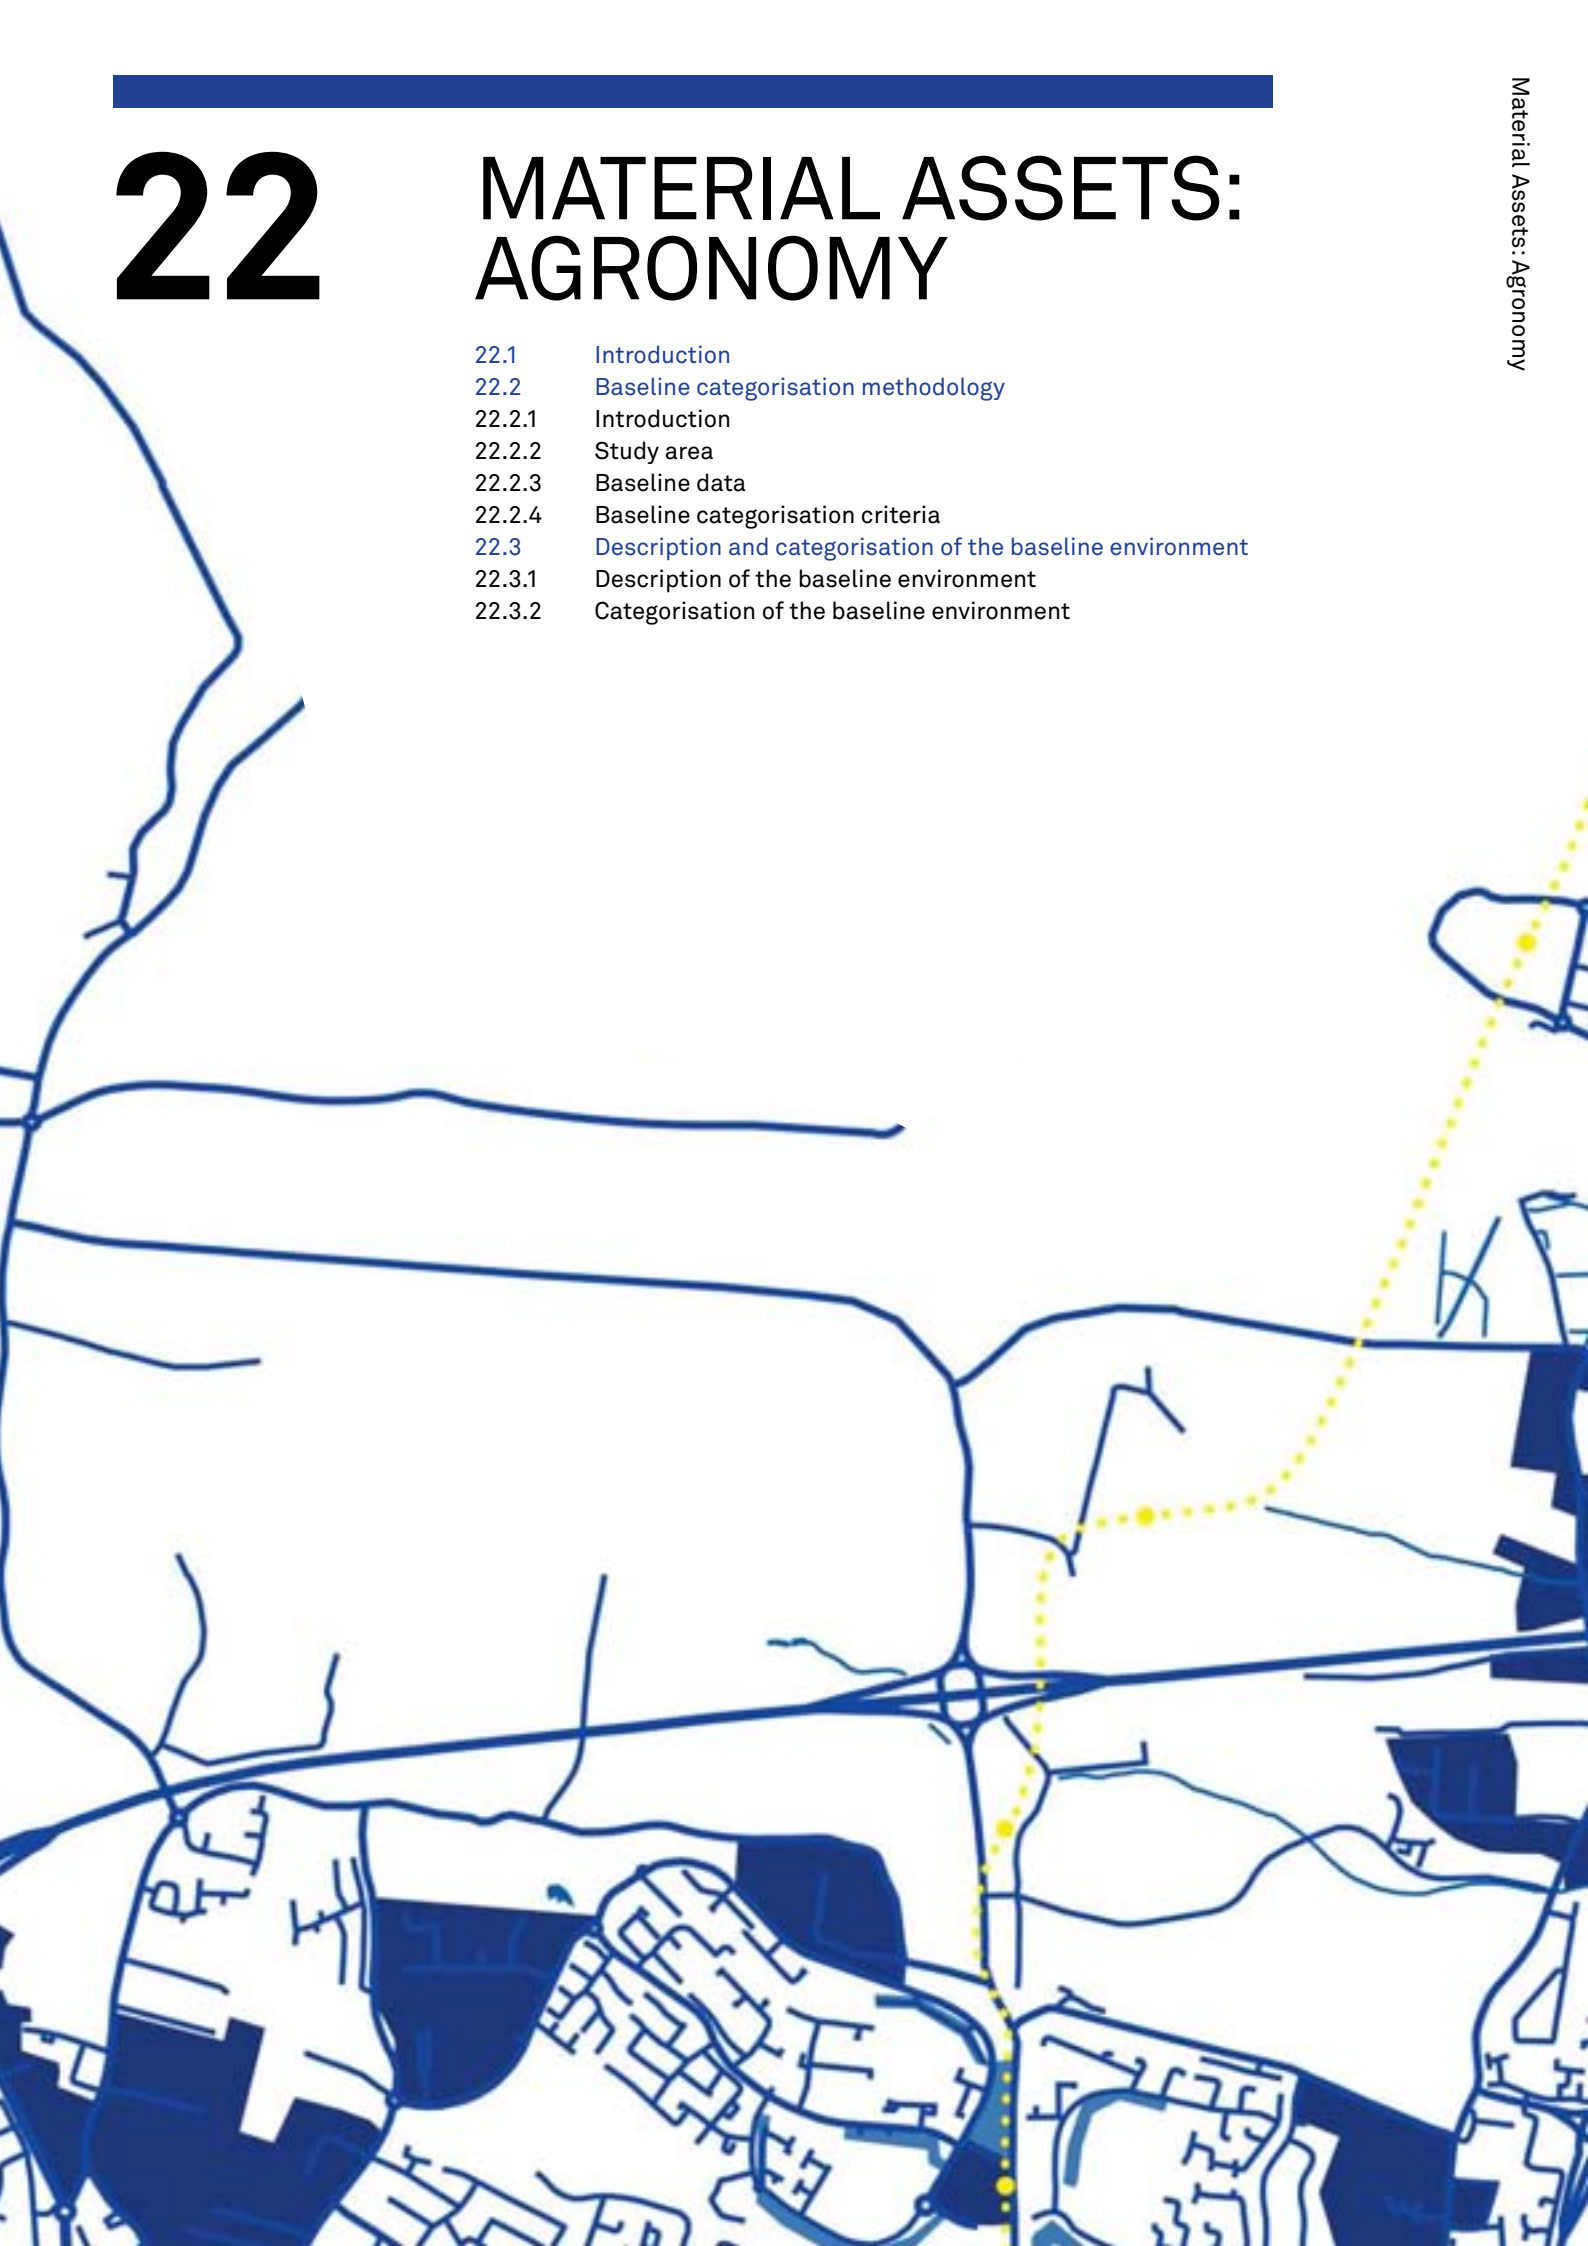 22
MATERIAL ASSETS:
AGRONOMY
22.1 Introduction
22.2 Baseline categorisation methodology
22.2.1 Introduction
22.2.2 Study area
22.2.3 Baseline data
22.2.4 Baseline categorisation criteria
22.3 Description and categorisation of the baseline environment
22.3.1 Description of the baseline environment
22.3.2 Categorisation of the baseline environment
Material Assets: Agronomy